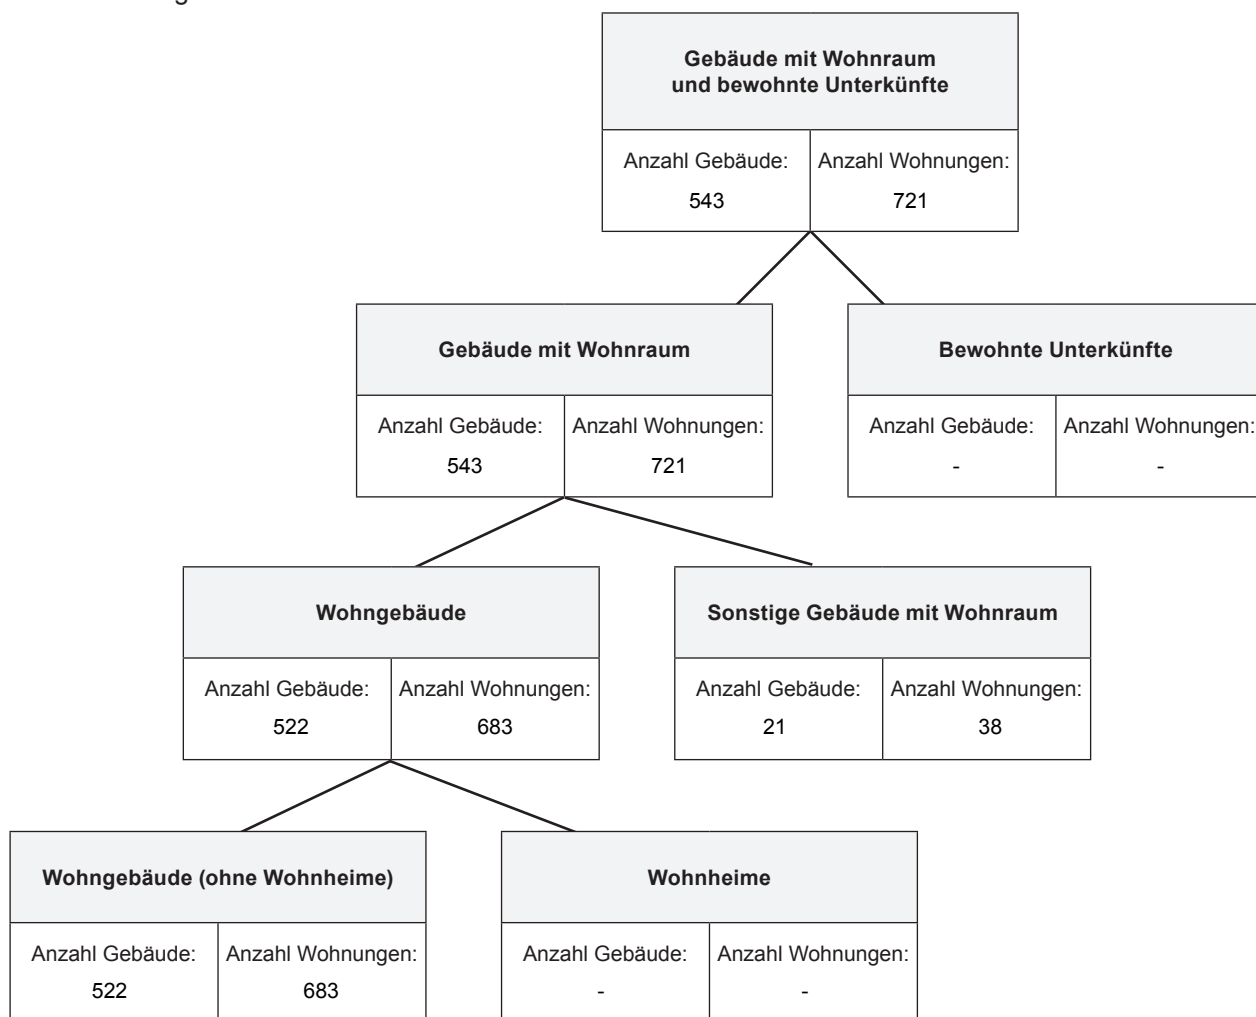 Gebäude mit Wohnraum
und bewohnte Unterkünfte
Anzahl Gebäude:
543
Anzahl Wohnungen:
721
Gebäude mit Wohnraum
Anzahl Gebäude:
543
Anzahl Wohnungen:
721
Bewohnte Unterkünfte
Anzahl Gebäude:
-
Anzahl Wohnungen:
-
Wohngebäude
Anzahl Gebäude:
522
Anzahl Wohnungen:
683
Sonstige Gebäude mit Wohnraum
Anzahl Gebäude:
21
Anzahl Wohnungen:
38
Wohngebäude (ohne Wohnheime)
Anzahl Gebäude:
522
Anzahl Wohnungen:
683
Wohnheime
Anzahl Gebäude:
-
Anzahl Wohnungen:
-